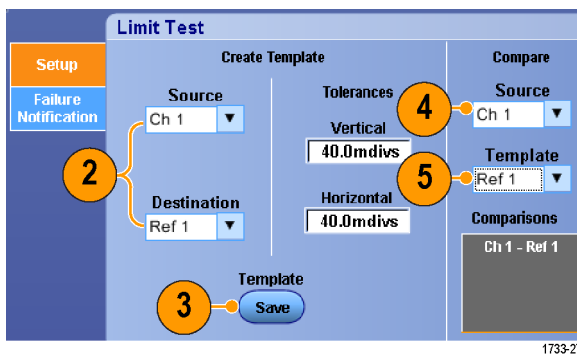 Limit Test
Setup
Failure
Notification
Create Template
Source
Ch 1
2
Destination
Ref 1
Tolerances
Vertical
40.0mdivs
Horizontal
40.0mdivs
Template
3
Save
Compare
Source
4
Ch 1
Template
5
Ref 1
Comparisons
Ch 1 - Ref 1